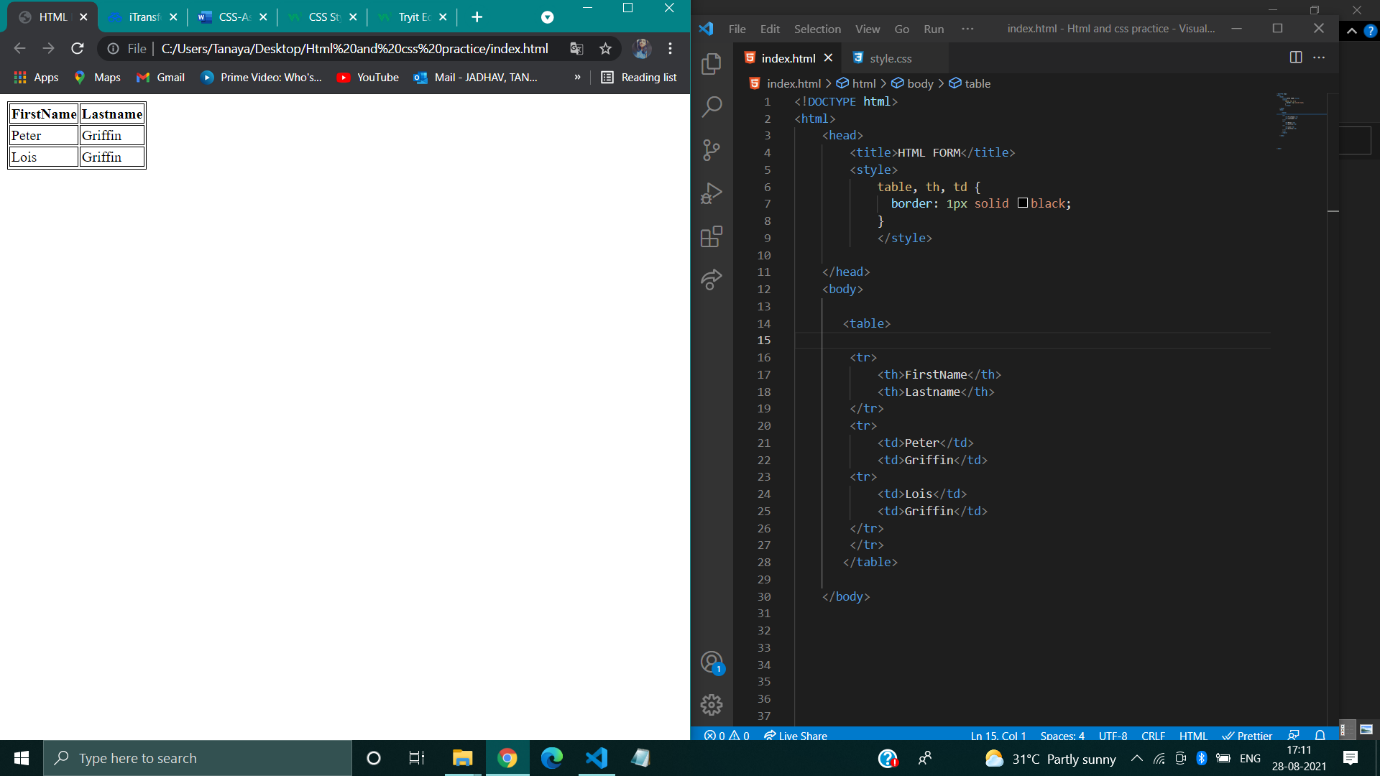 HTML
iTransf
CSS-A
CSS St
Tryit Ec
File
C:/Users/Tanaya/Desktop/Html%20and%20css%20practice/index.html
Apps
Maps
Gmail
Prime Video: Who's...
YouTube
Mail - JADHAV, TAN...
»
Reading list
FirstName Lastname
Peter Griffin
Lois Griffin
File Edit Selection View Go Run ···
index.html - Html and css practice - Visual...
index.html
style.css
index.html > html > body > table
1 <!DOCTYPE html>
2 <html>
3 <head>
4 <title>HTML FORM</title>
5 <style>
6 table, th, td {
7 border: 1px solid black;
8 }
9 </style>
10
11 </head>
12 <body>
13
14 <table>
15
16 <tr>
17 <th>FirstName</th>
18 <th>Lastname</th>
19 </tr>
20 <tr>
21 <td>Peter</td>
22 <td>Griffin</td>
23 <tr>
24 <td>Lois</td>
25 <td>Griffin</td>
26 </tr>
27 </tr>
28 </table>
29
30 </body>
31
32
33
34
35
36
37
1
0 0 Live Share
Ln 15, Col 1 Spaces: 4 UTF-8 CRLF HTML Prettier
Type here to search
31°C Partly sunny
ENG
17:11
28-08-2021